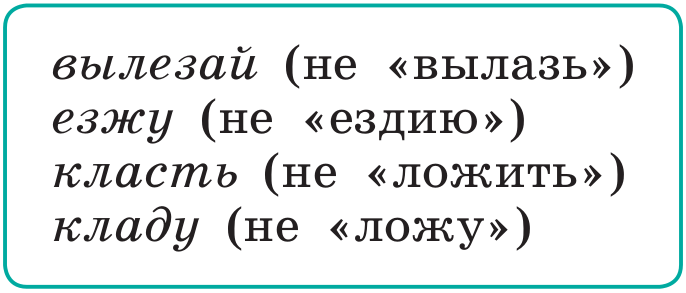 вылезай (не «вылазь»)
езжу (не «ездию»)
класть (не «ложить»)
кладу (не «ложу»)